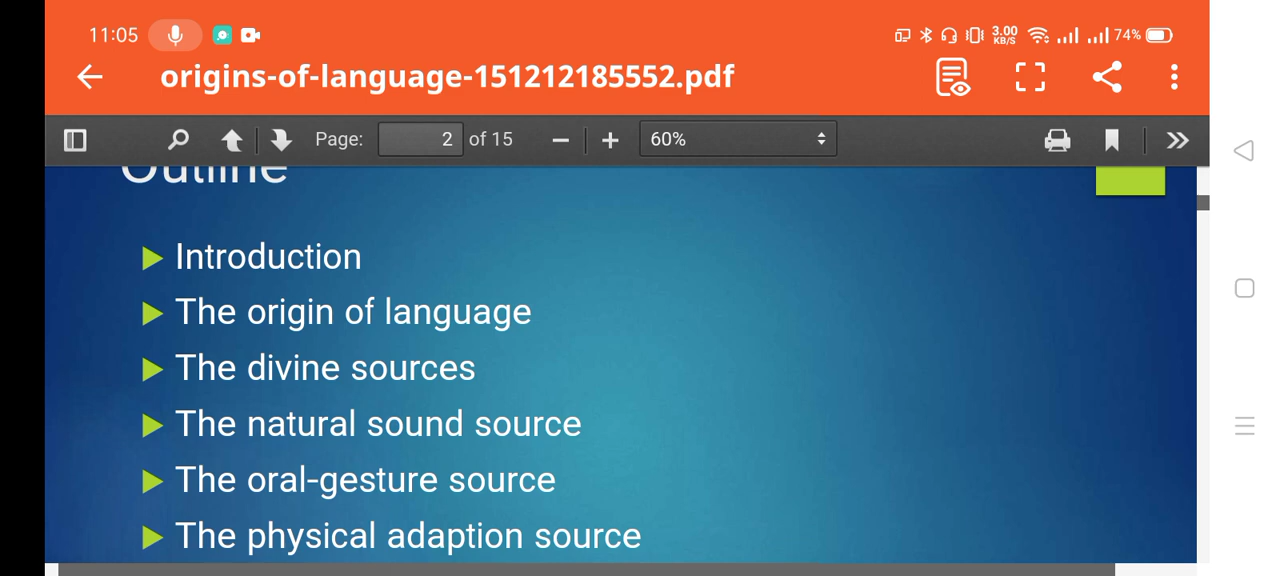 11:05 3.00 KB/S 74%
origins-of-language-151212185552.pdf
Page: 2 of 15 60%
Outline
Introduction
The origin of language
The divine sources
The natural sound source
The oral-gesture source
The physical adaption source